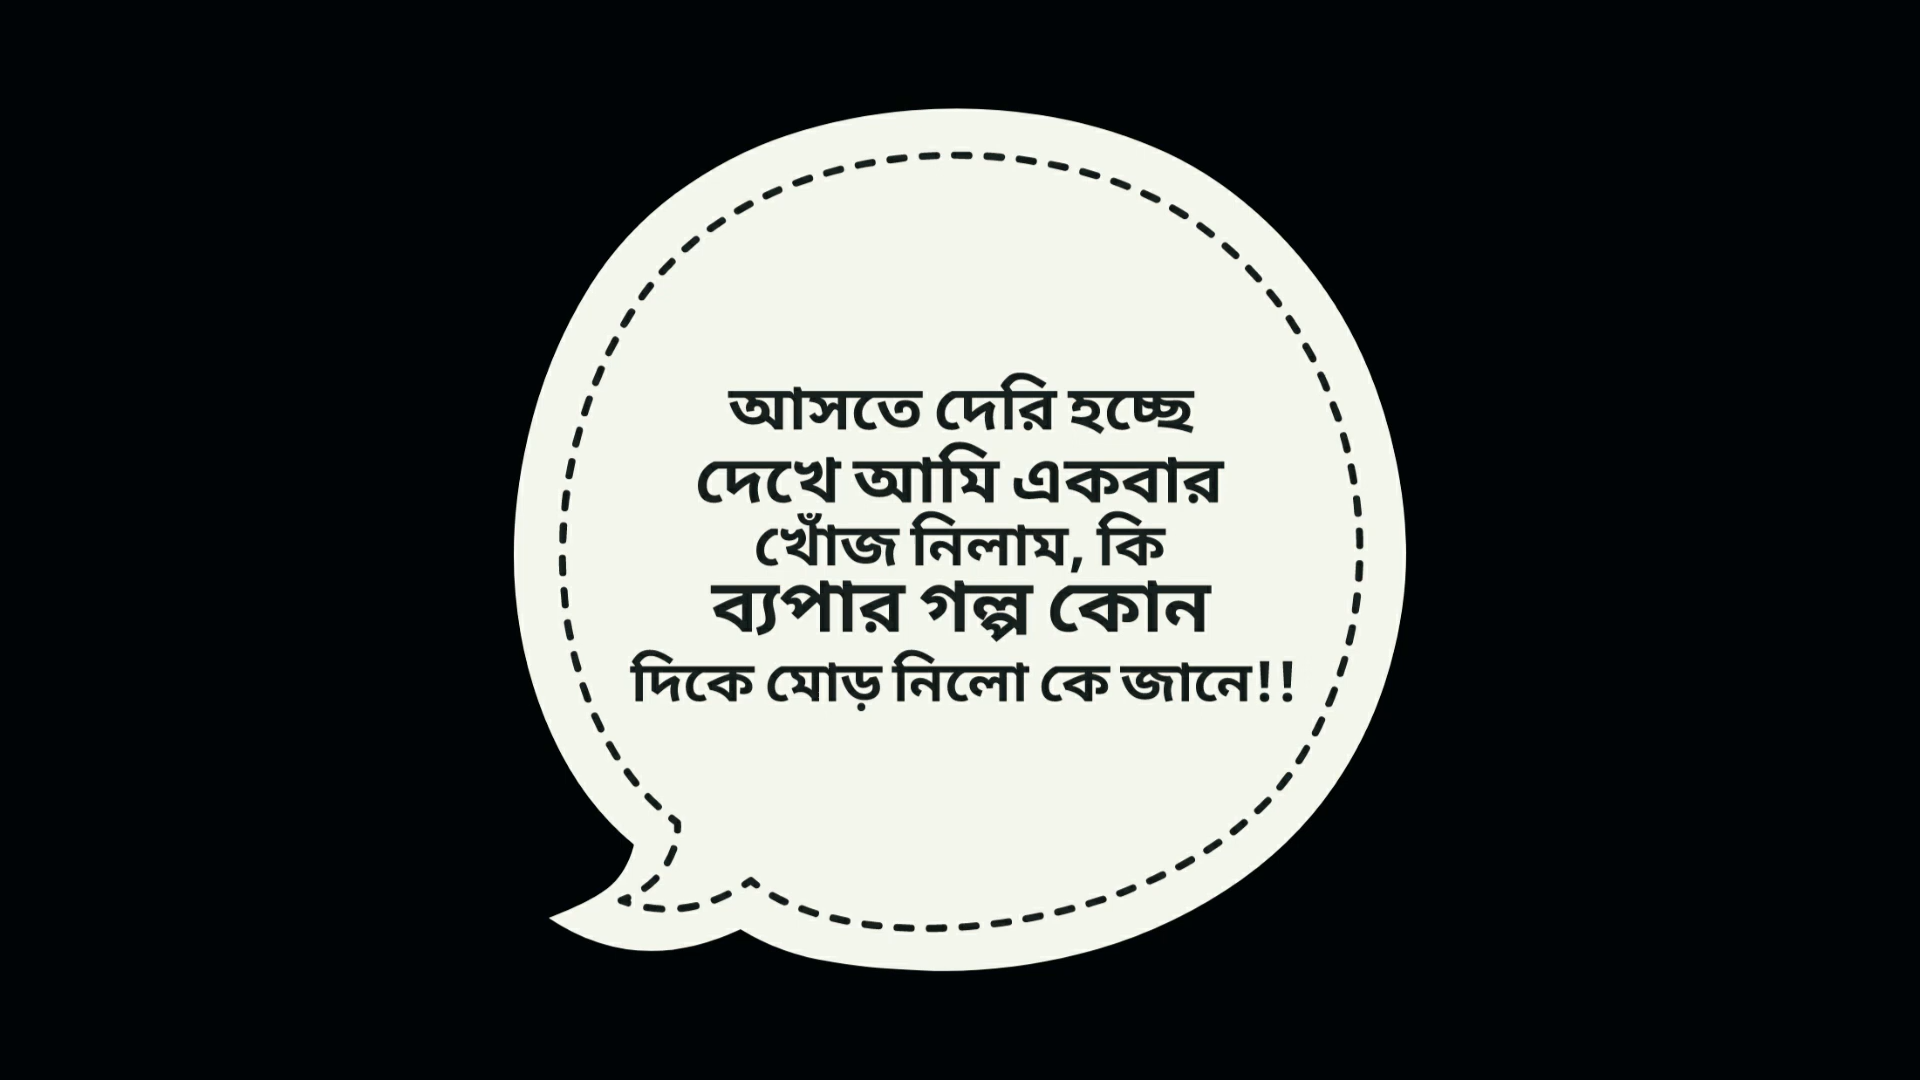 আসতে দেরি হচ্ছে
দেখে আমি একবার
খোঁজ নিলাম, কি
ব্যপার গল্প কোন
দিকে মোড় নিলো কে জানে!!